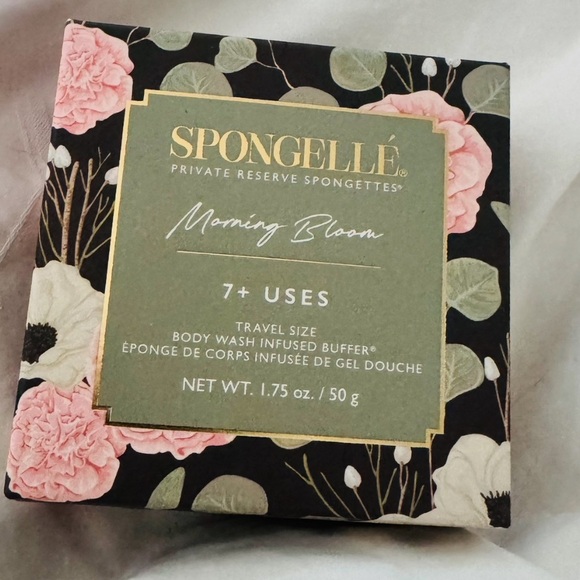 SPONGELLÉ®
PRIVATE RESERVE SPONGETTES®
Morning Bloom
7+ USES
TRAVEL SIZE
BODY WASH INFUSED BUFFER®
ÉPONGE DE CORPS INFUSÉE DE GEL DOUCHE
NET WT. 1.75 oz. / 50 g